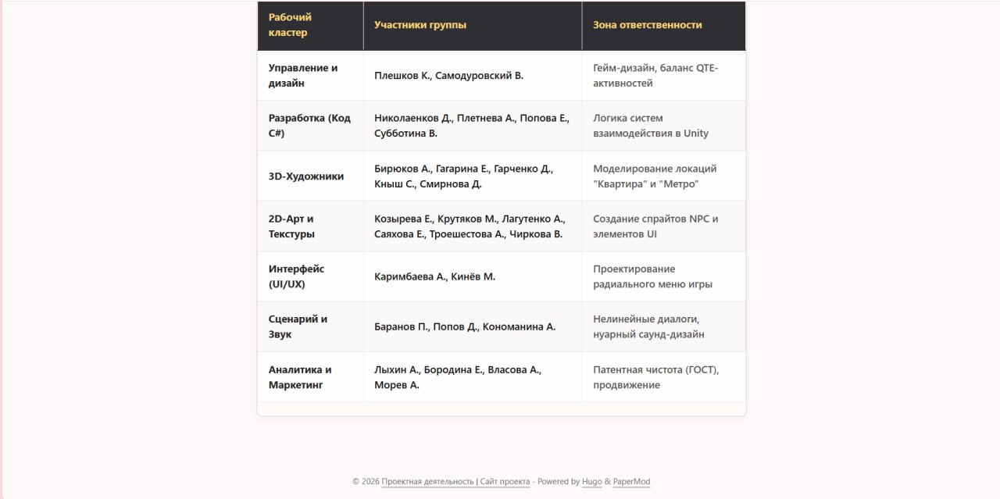 Рабочий
кластер
Участники группы
Зона ответственности
Управление и
дизайн
Плешков К., Самодуровский В.
Гейм-дизайн, баланс QTE-
активностей
Разработка (Код
C#)
Николаенков Д., Плетнева А., Попова Е.,
Субботина В.
Логика систем
взаимодействия в Unity
3D-Художники
Бирюков А., Гагарина Е., Гарченко Д.,
Кныш С., Смирнова Д.
Моделирование локаций
"Квартира" и "Метро"
2D-Арт и
Текстуры
Козырева Е., Крутяков М., Лагутенко А.,
Саяхова Е., Троешестова А., Чиркова В.
Создание спрайтов NPC и
элементов UI
Интерфейс
(UI/UX)
Каримбаева А., Кинёв М.
Проектирование
радиального меню игры
Сценарий и
Звук
Баранов П., Попов Д., Кономанина А.
Нелинейные диалоги,
нуарный саунд-дизайн
Аналитика и
Маркетинг
Лыхин А., Бородина Е., Власова А.,
Морев А.
Патентная чистота (ГОСТ),
продвижение
© 2026 Проектная деятельность | Сайт проекта · Powered by Hugo & PaperMod